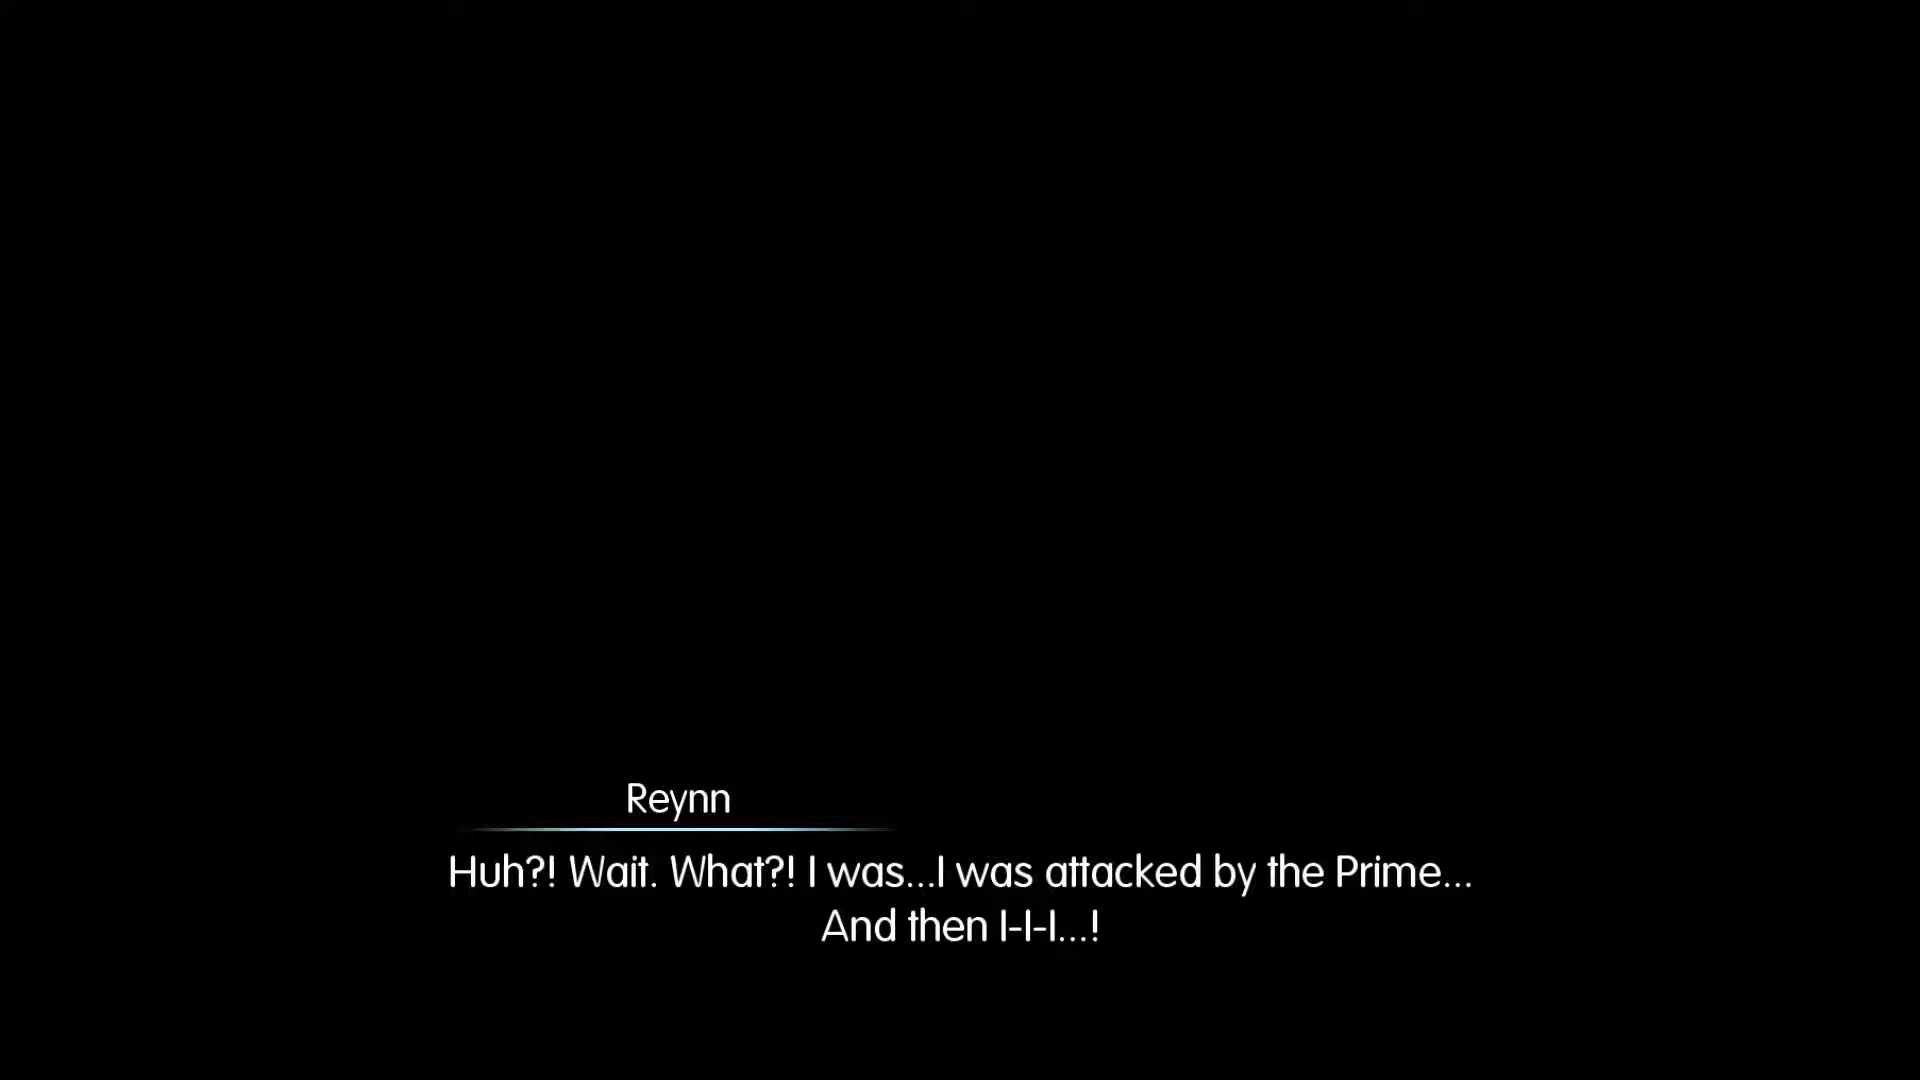 Reynn
Huh?! Wait. What?! I was...I was attacked by the Prime...
And then I-I-I...!